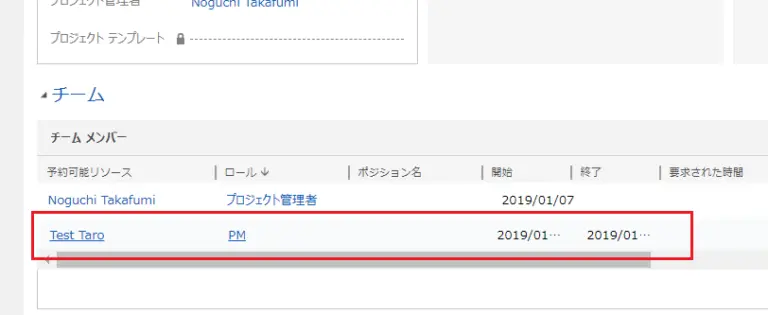 プロジェクト管理者 Noguchi Takafumi
プロジェクト テンプレート
チーム
チーム メンバー
予約可能リソース ロール ↓ ポジション名 開始 終了 要求された時間
Noguchi Takafumi プロジェクト管理者 2019/01/07
Test Taro PM 2019/01… 2019/01…